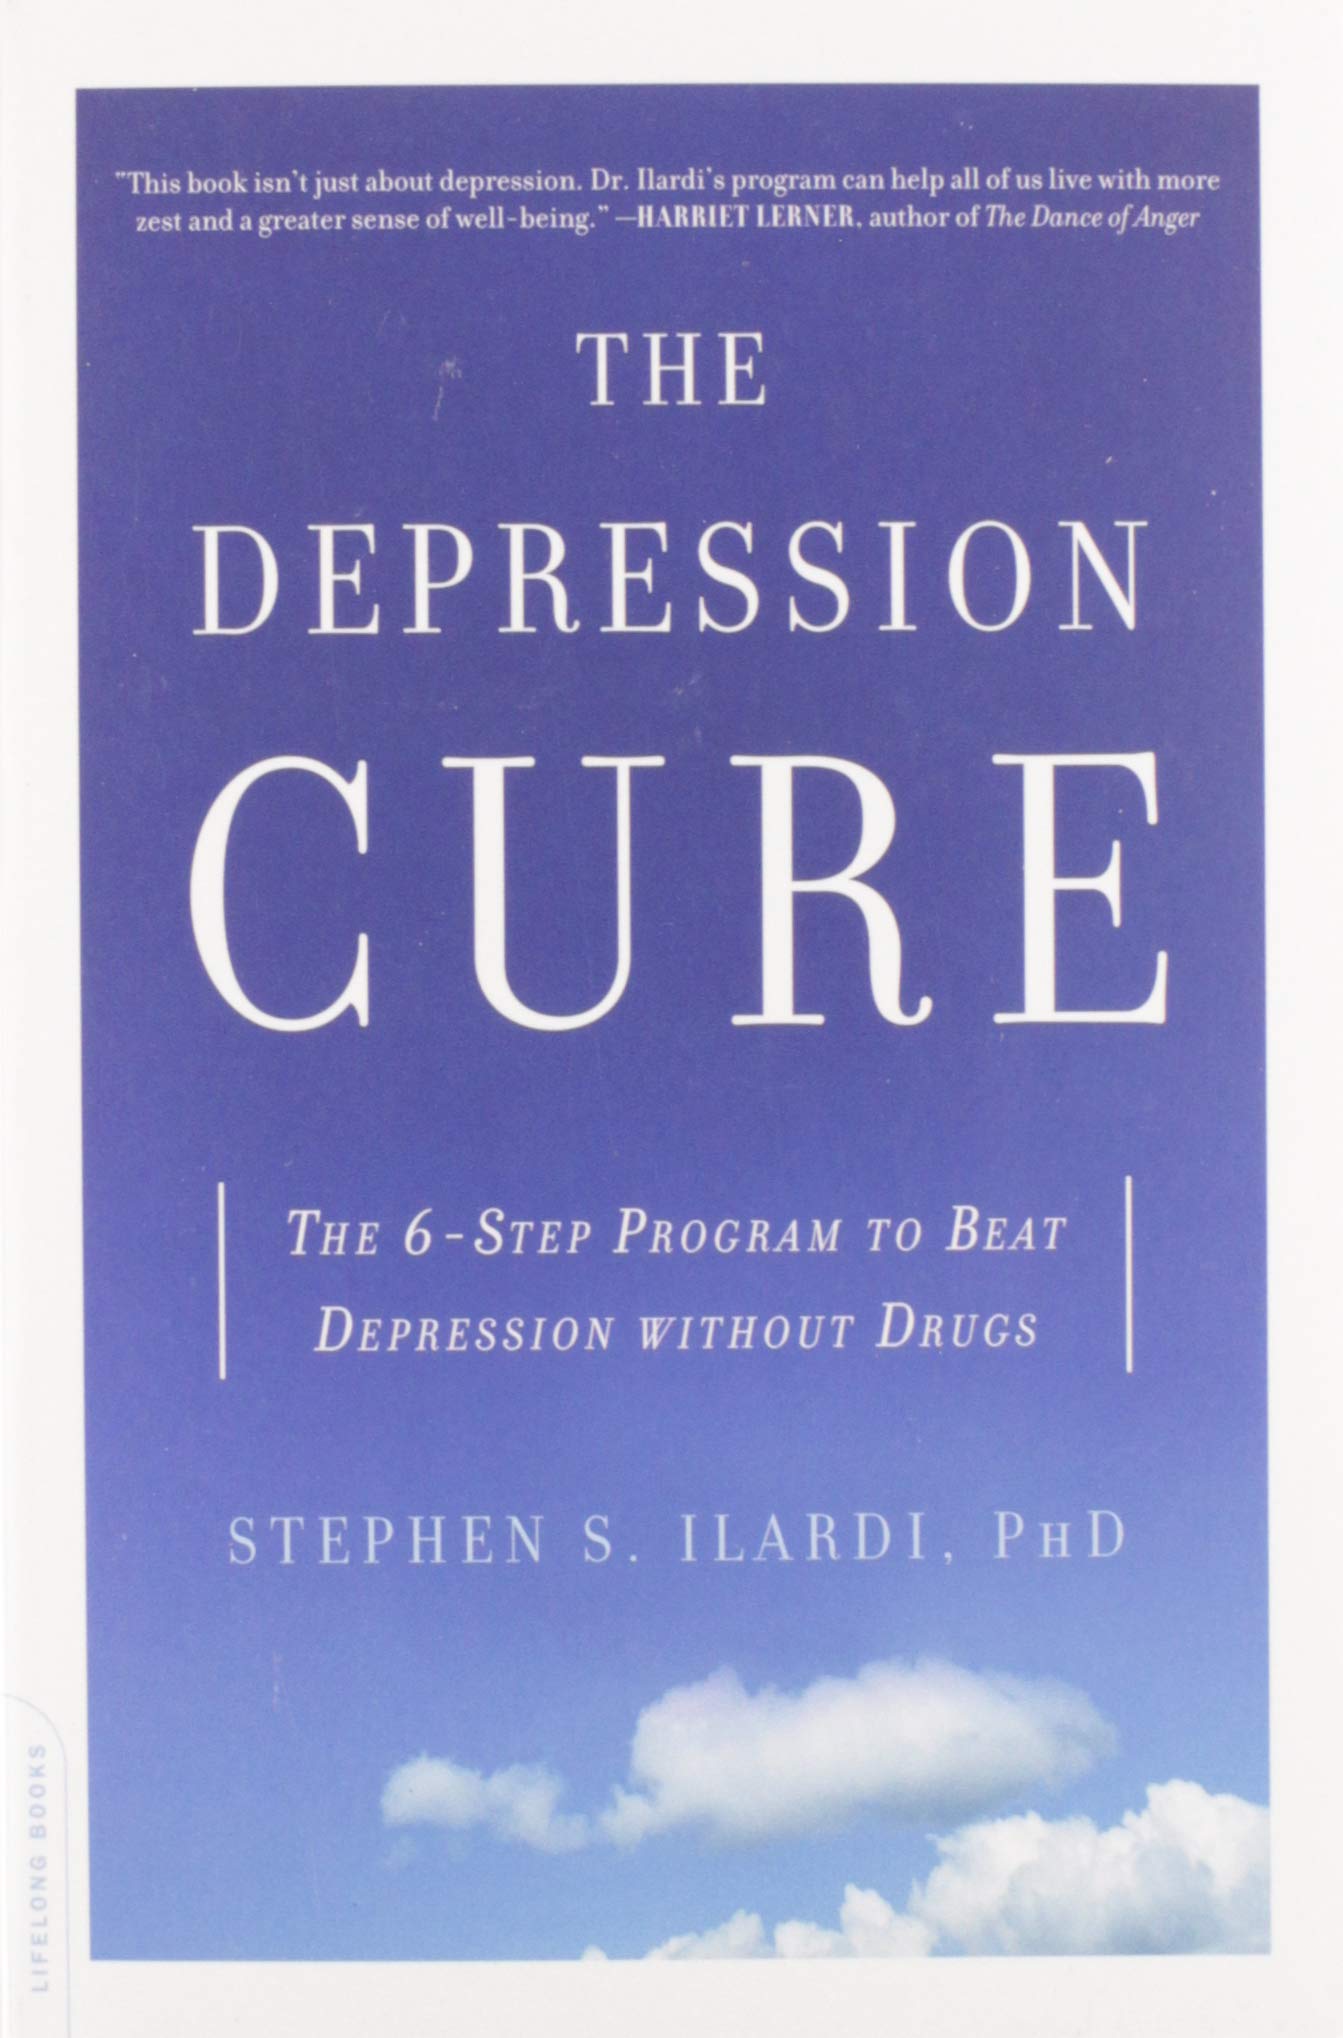 "This book isn't just about depression. Dr. Ilardi's program can help all of us live with more
zest and a greater sense of well-being." —HARRIET LERNER, author of The Dance of Anger
THE
DEPRESSION
CURE
THE 6-STEP PROGRAM TO BEAT
DEPRESSION WITHOUT DRUGS
STEPHEN S. ILARDI, PHD
LIFELONG BOOKS